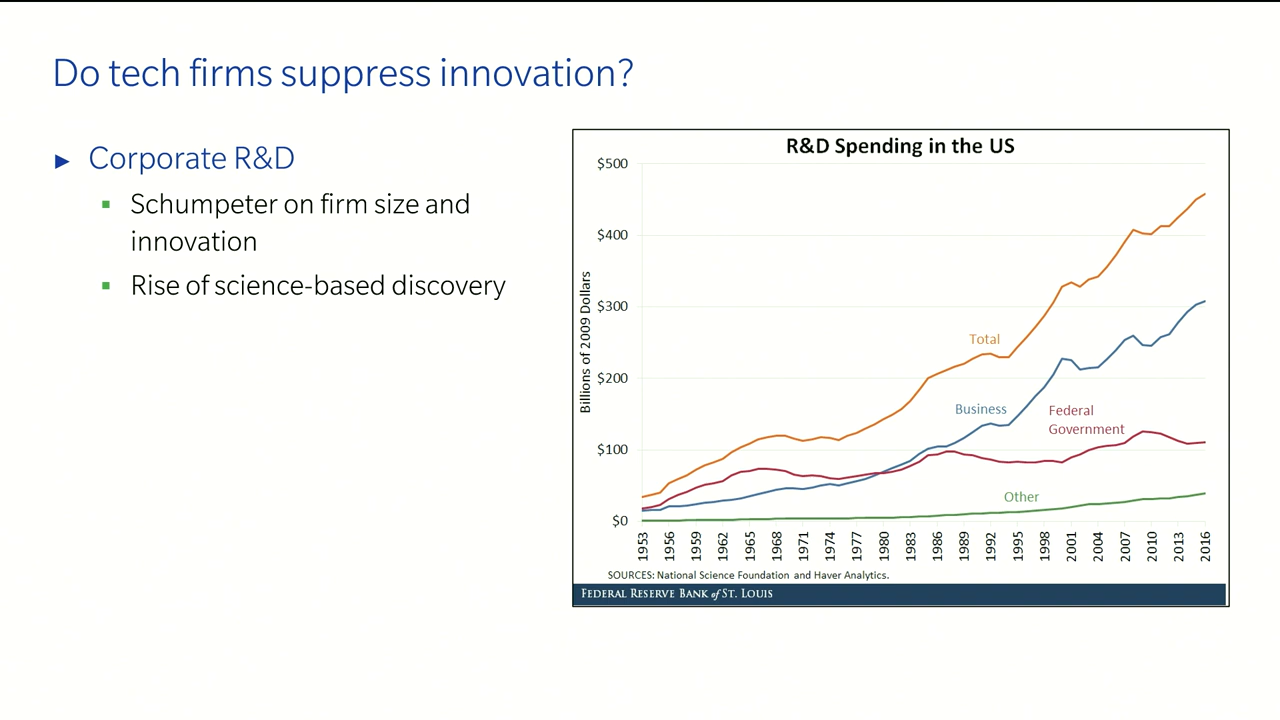 Do tech firms suppress innovation?
► Corporate R&D
▪ Schumpeter on firm size and
innovation
▪ Rise of science-based discovery
R&D Spending in the US
Billions of 2009 Dollars
$500
$400
$300
$200
$100
$0
Total
Business
Federal
Government
Other
1953 1956 1959 1962 1965 1968 1971 1974 1977 1980 1983 1986 1989 1992 1995 1998 2001 2004 2007 2010 2013 2016
SOURCES: National Science Foundation and Haver Analytics.
FEDERAL RESERVE BANK of ST. LOUIS